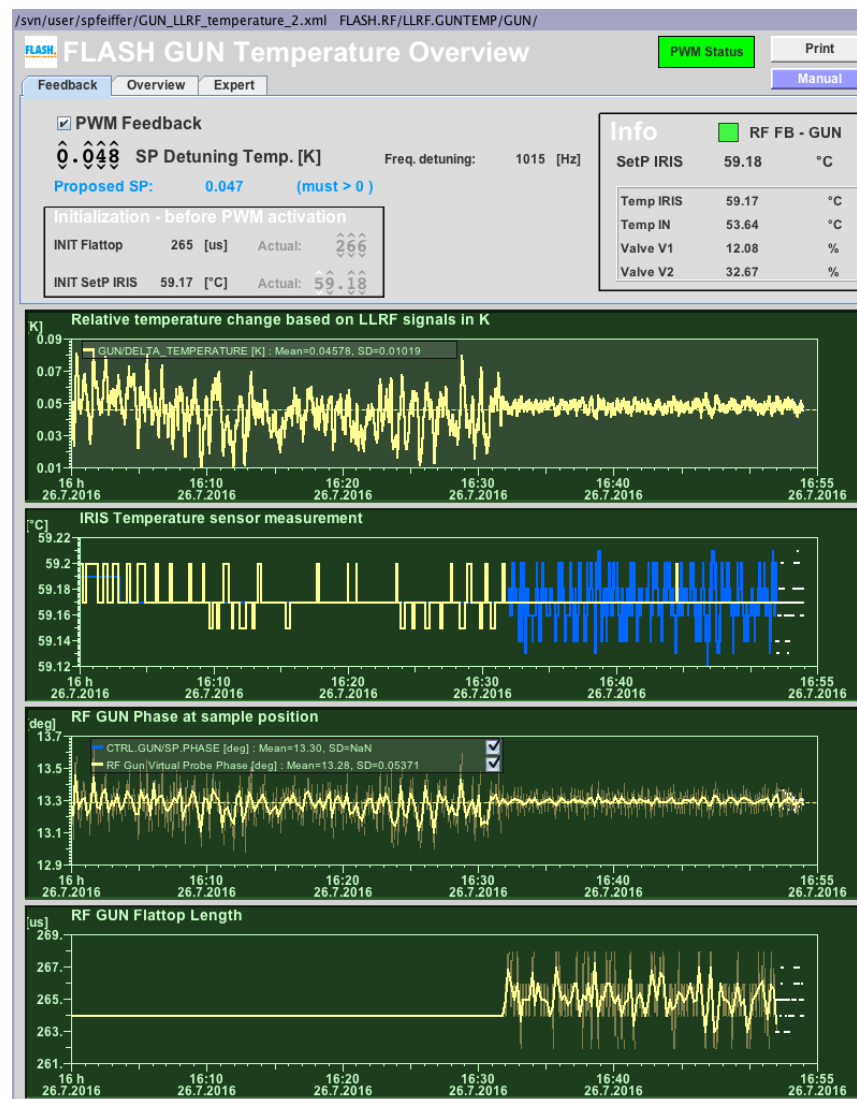 /svn/user/spfeiffer/GUN_LLRF_temperature_2.xml FLASH.RF/LLRF.GUNTEMP/GUN/
FLASH. FLASH GUN Temperature Overview PWM Status Print
Manual
Feedback Overview Expert
PWM Feedback
0.048 SP Detuning Temp. [K] Freq. detuning: 1015 [Hz]
Proposed SP: 0.047 (must > 0 )
Initialization - before PWM activation
INIT Flattop 265 [us] Actual: 266
INIT SetP IRIS 59.17 [°C] Actual: 59.18
Info RF FB - GUN
SetP IRIS 59.18 °C
Temp IRIS 59.17 °C
Temp IN 53.64 °C
Valve V1 12.08 %
Valve V2 32.67 %
[K] Relative temperature change based on LLRF signals in K
GUN/DELTA_TEMPERATURE [K] : Mean=0.04578, SD=0.01019
0.09
0.07
0.05
0.03
0.01
16 h 16:10 16:20 16:30 16:40 16:55
26.7.2016 26.7.2016 26.7.2016 26.7.2016 26.7.2016 26.7.2016
[°C] IRIS Temperature sensor measurement
59.22
59.2
59.18
59.16
59.14
59.12
16 h 16:10 16:20 16:30 16:40 16:55
26.7.2016 26.7.2016 26.7.2016 26.7.2016 26.7.2016 26.7.2016
[deg] RF GUN Phase at sample position
13.7
CTRL.GUN/SP.PHASE [deg] : Mean=13.30, SD=NaN
RF Gun Virtual Probe Phase [deg] : Mean=13.28, SD=0.05371
13.5
13.3
13.1
12.9
16 h 16:10 16:20 16:30 16:40 16:55
26.7.2016 26.7.2016 26.7.2016 26.7.2016 26.7.2016 26.7.2016
[us] RF GUN Flattop Length
269.
267.
265.
263.
261.
16 h 16:10 16:20 16:30 16:40 16:55
26.7.2016 26.7.2016 26.7.2016 26.7.2016 26.7.2016 26.7.2016